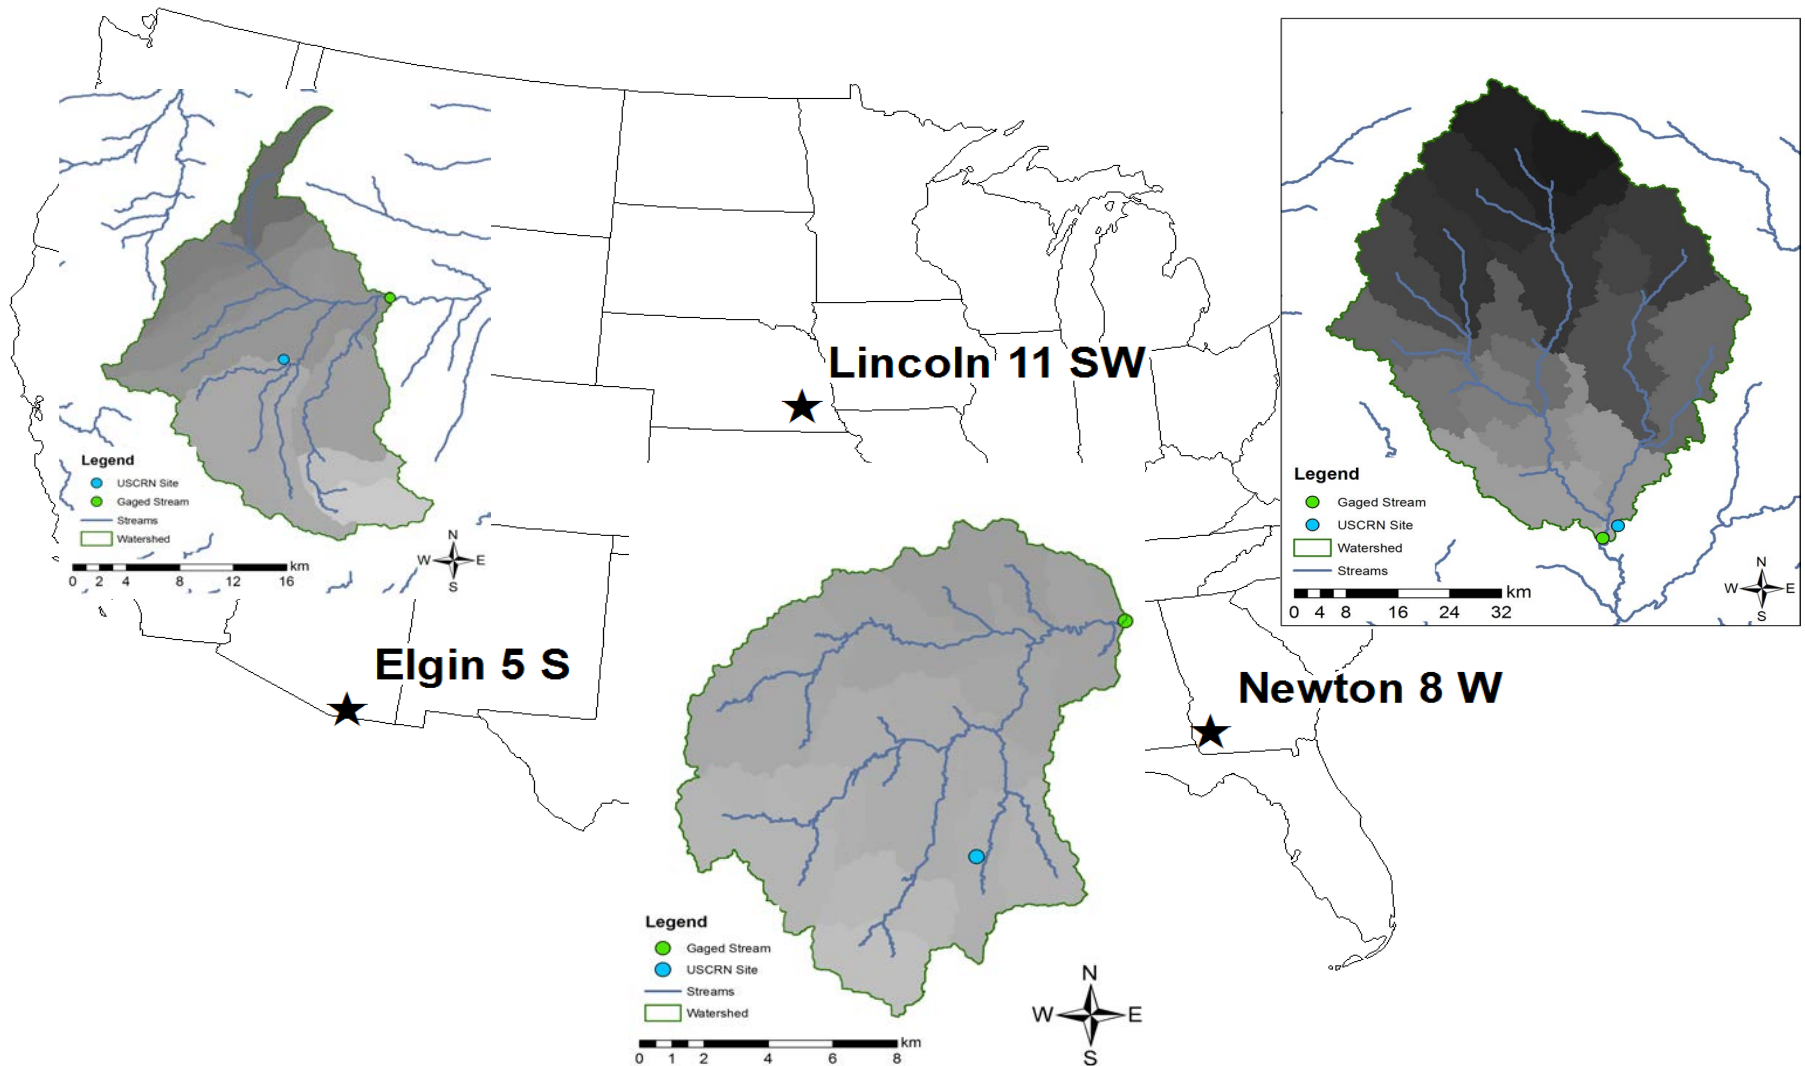 Legend
USCRN Site
Gaged Stream
Streams
Watershed
0 2 4 8 12 16 km
N
W E
S
Lincoln 11 SW
Legend
Gaged Stream
USCRN Site
Watershed
Streams
0 4 8 16 24 32 km
N
W E
S
Elgin 5 S
Newton 8 W
Legend
Gaged Stream
USCRN Site
Streams
Watershed
0 1 2 4 6 8 km
N
W E
S